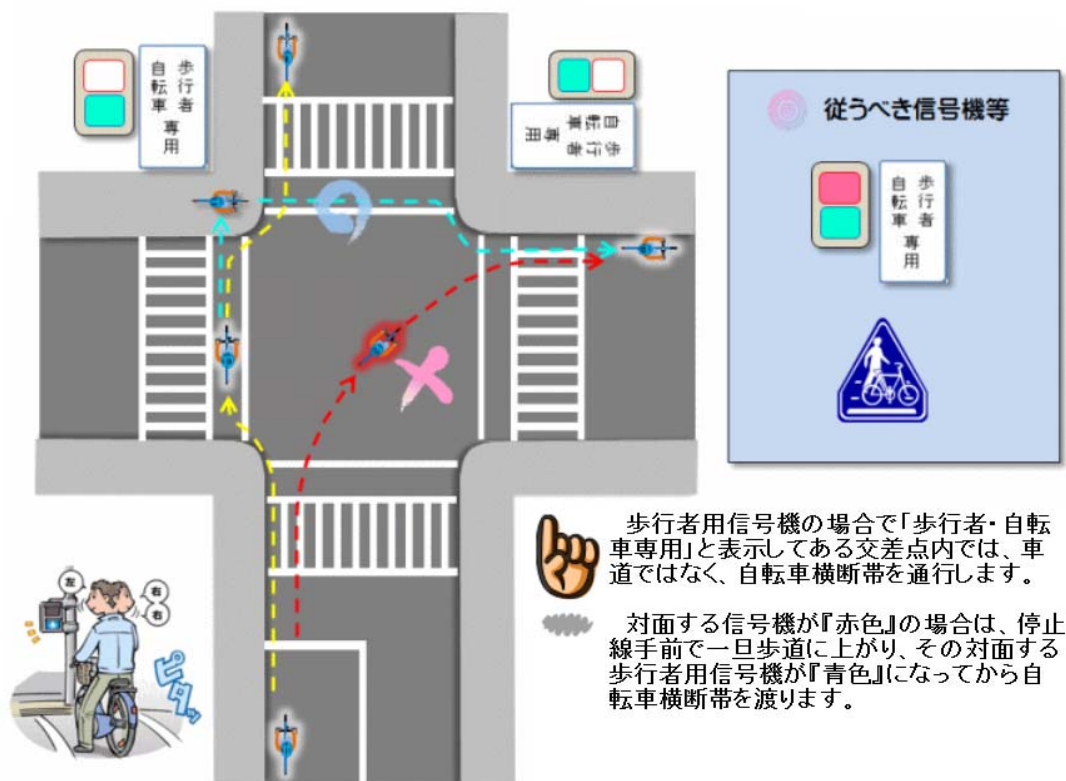 歩行者
自転車
専用
歩行者
自転車
専用
従うべき信号機等
歩行者
自転車
専用
歩行者用信号機の場合で「歩行者・自転
車専用」と表示してある交差点内では、車
道ではなく、自転車横断帯を通行します。
対面する信号機が『赤色』の場合は、停止
線手前で一旦歩道に上がり、その対面する
歩行者用信号機が『青色』になってから自
転車横断帯を渡ります。
左
右
右
ピタッ